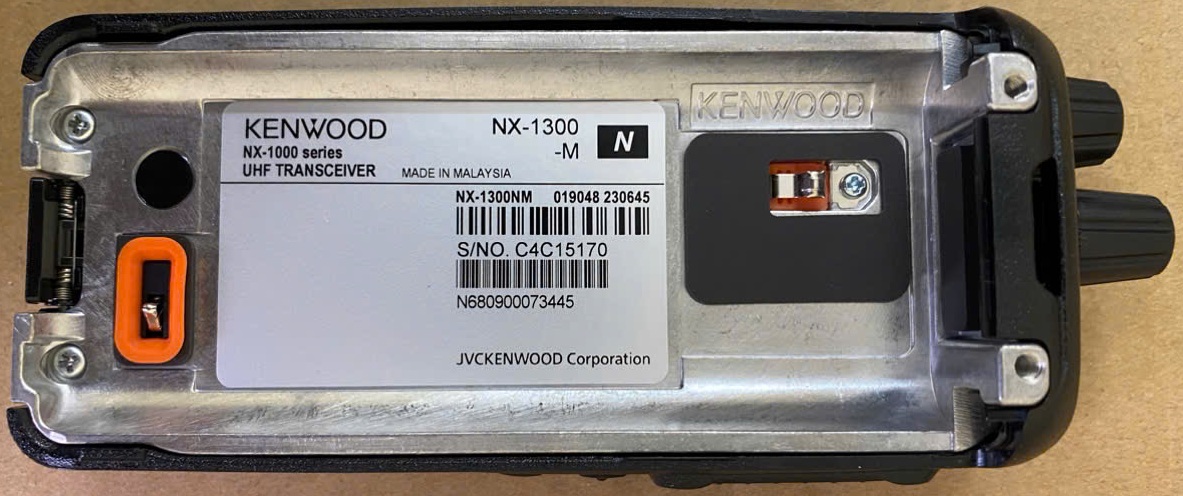 KENWOOD
KENWOOD NX-1300 N
NX-1000 series -M
UHF TRANSCEIVER MADE IN MALAYSIA
NX-1300NM 019048 230645
S/NO. C4C15170
N680900073445
JVCKENWOOD Corporation